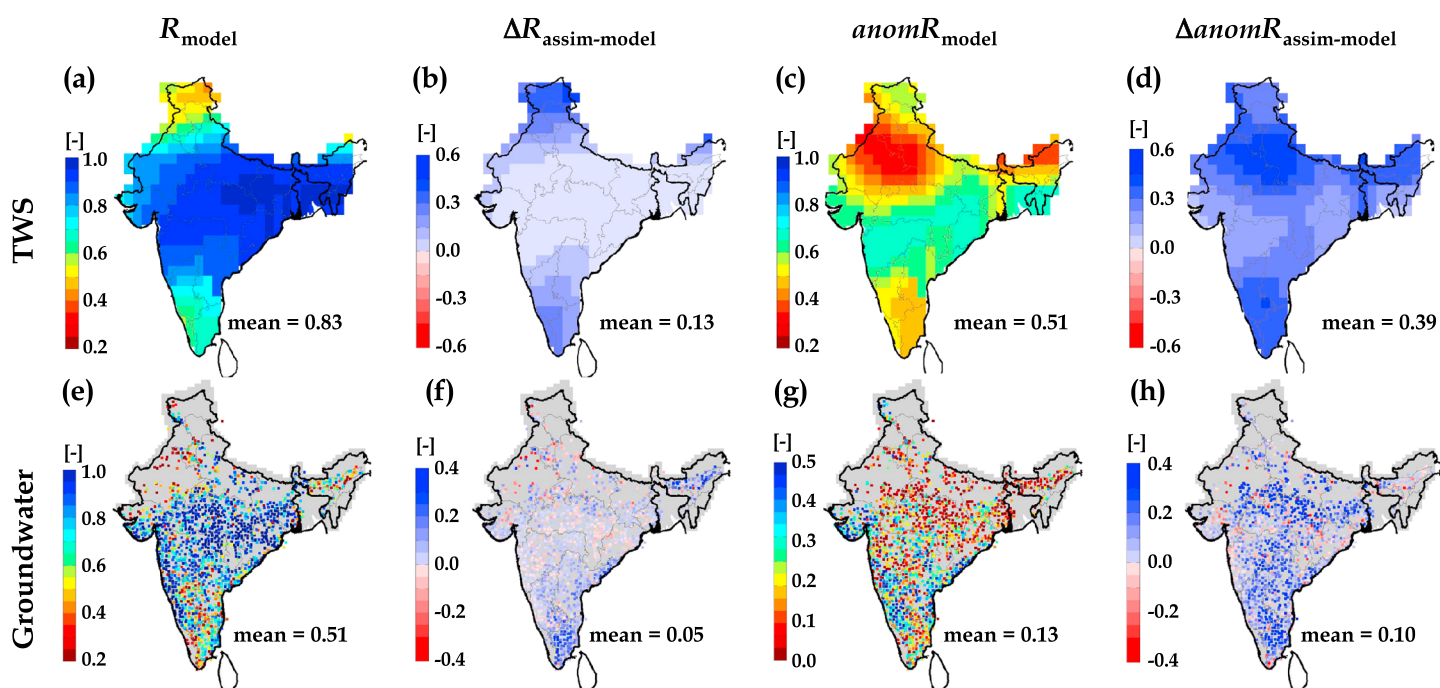 R model
ΔR assim-model
anomR model
ΔanomR assim-model
TWS
(a)
[-]
1.0
0.8
0.6
0.4
0.2
mean = 0.83
(b)
[-]
0.6
0.3
0.0
-0.3
-0.6
mean = 0.13
(c)
[-]
1.0
0.8
0.6
0.4
0.2
mean = 0.51
(d)
[-]
0.6
0.3
0.0
-0.3
-0.6
mean = 0.39
Groundwater
(e)
[-]
1.0
0.8
0.6
0.4
0.2
mean = 0.51
(f)
[-]
0.4
0.2
0.0
-0.2
-0.4
mean = 0.05
(g)
[-]
0.5
0.4
0.3
0.2
0.1
0.0
mean = 0.13
(h)
[-]
0.4
0.2
0.0
-0.2
-0.4
mean = 0.10